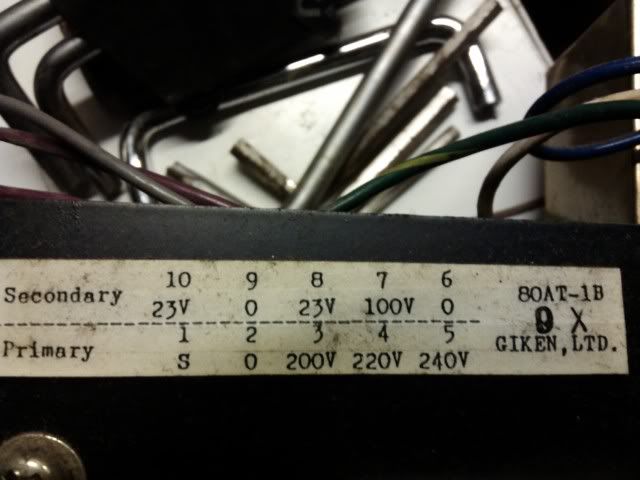 Secondary 10 9 8 7 6
23V 0 23V 100V 0
Primary 1 2 3 4 5
S 0 200V 220V 240V
80AT-1B
9 X
GIKEN,LTD.